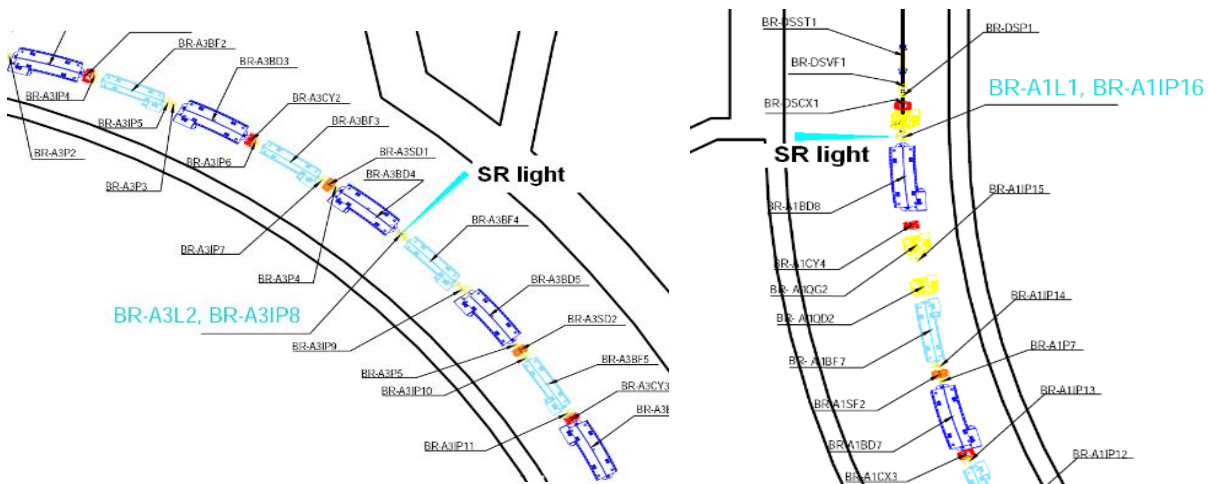 BR-A3BF2
BR-A3BD3
BR-A3IP4
BR-A3CY2
BR-A3IP5
BR-A3BF3
BR-A3P2
BR-A3IP6
BR-A3SD1
BR-A3P3
BR-A3BD4
SR light
BR-A3BF4
BR-A3IP7
BR-A3P4
BR-A3BD5
BR-A3L2, BR-A3IP8
BR-A3SD2
BR-A3IP9
BR-A3BF5
BR-A3P5
BR-A3CY3
BR-A3IP10
BR-A3IP11
BR-DSST1
BR-DSP1
BR-DSVF1
BR-A1L1, BR-A1IP16
BR-DSCX1
SR light
BR-A1IP15
BR-A1BD8
BR-A1CY4
BR- A1QG2
BR-A1IP14
BR- A1QD2
BR-A1P7
BR- A1BF7
BR-A1IP13
BR-A1SF2
BR-A1BD7
BR-A1IP12
BR-A1CX3